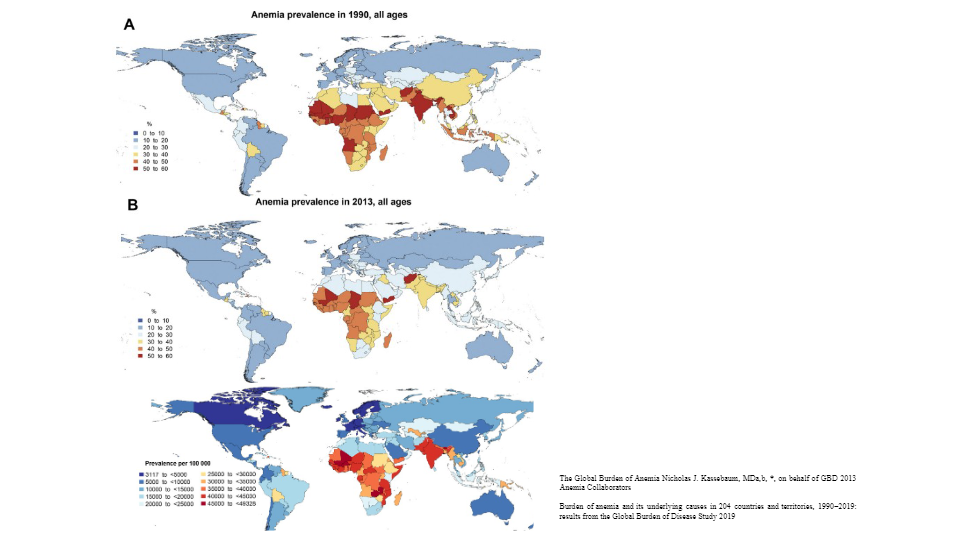 Anemia prevalence in 1990, all ages
A
%
0 to 10
10 to 20
20 to 30
30 to 40
40 to 50
50 to 60
Anemia prevalence in 2013, all ages
B
%
0 to 10
10 to 20
20 to 30
30 to 40
40 to 50
50 to 60
Prevalence per 100 000
3117 to <5000
5000 to <10000
10000 to <15000
15000 to <20000
20000 to <25000
25000 to <30000
30000 to <35000
35000 to <40000
40000 to <45000
45000 to <49325
The Global Burden of Anemia Nicholas J. Kassebaum, MDa,b, *, on behalf of GBD 2013
Anemia Collaborators
Burden of anemia and its underlying causes in 204 countries and territories, 1990–2019:
results from the Global Burden of Disease Study 2019